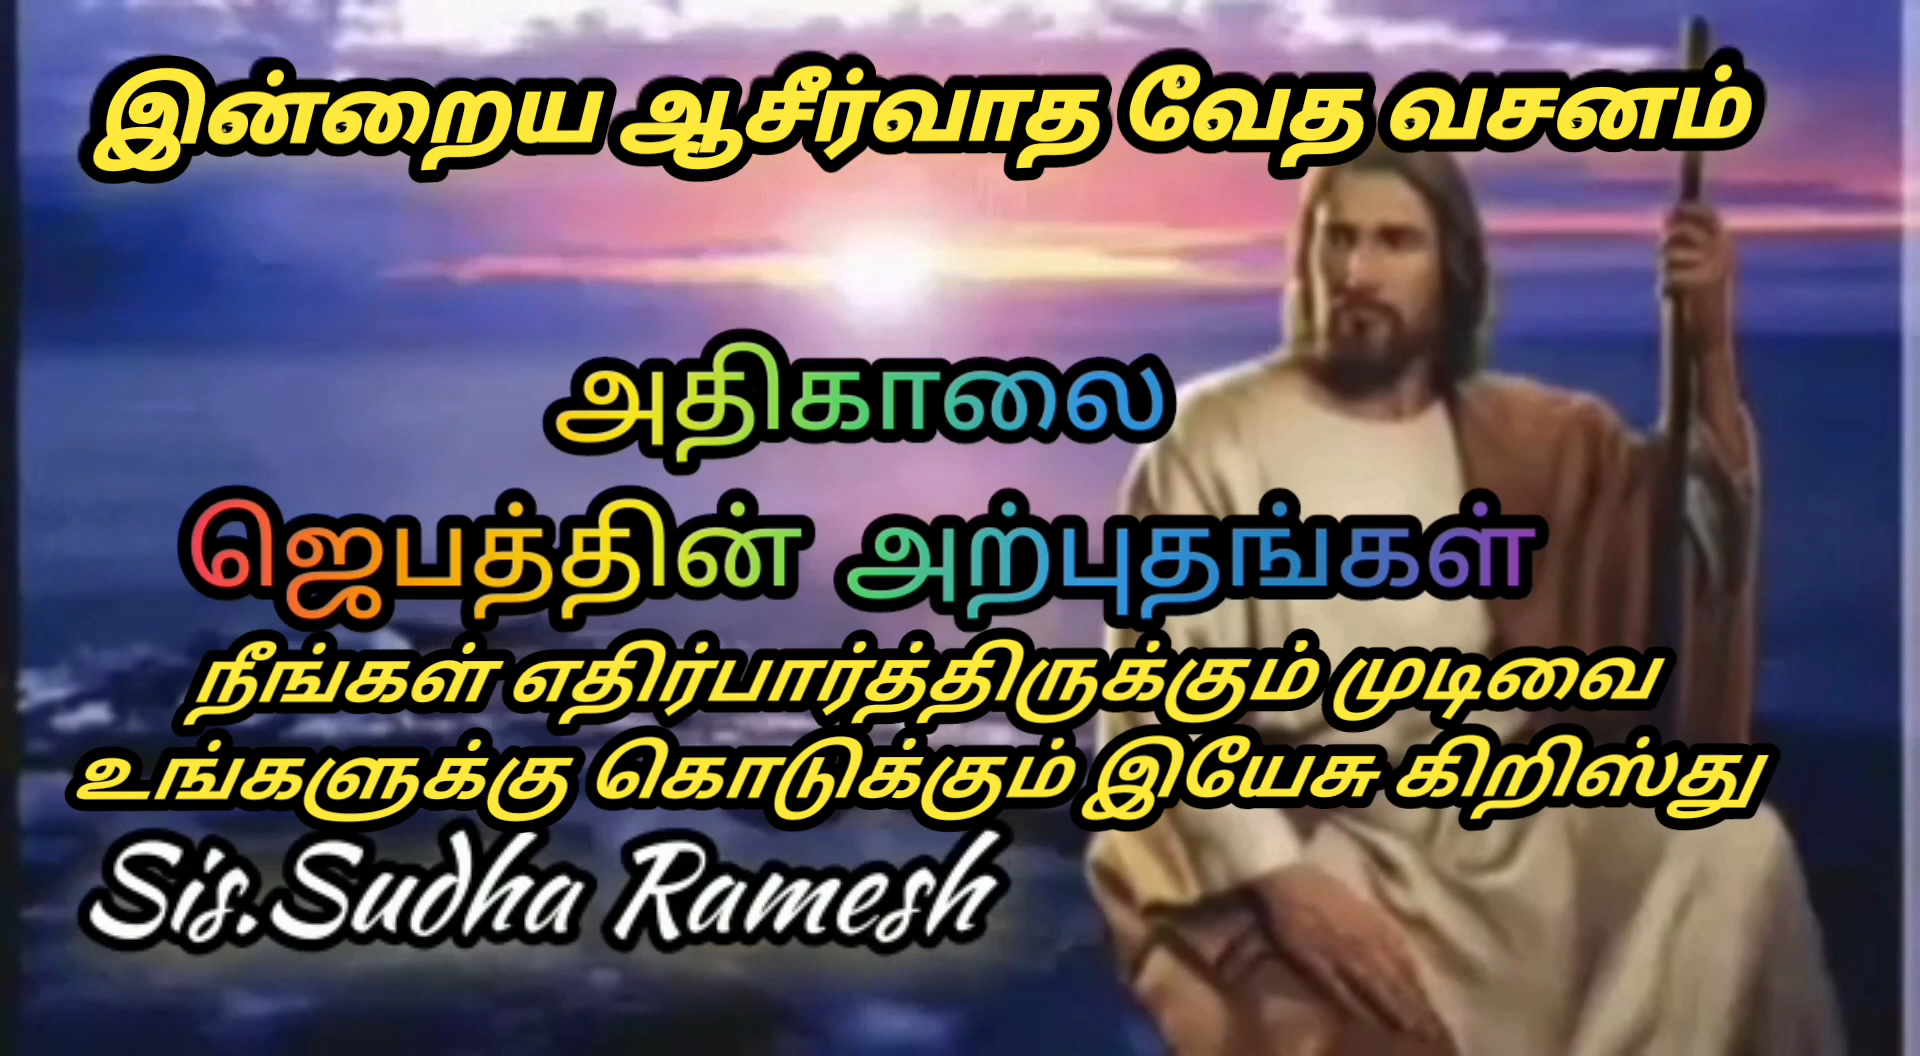 இன்றைய ஆசீர்வாத வேத வசனம்
அதிகாலை
ஜெபத்தின் அற்புதங்கள்
நீங்கள் எதிர்பார்த்திருக்கும் முடிவை
உங்களுக்கு கொடுக்கும் இயேசு கிறிஸ்து
Sis.Sudha Ramesh